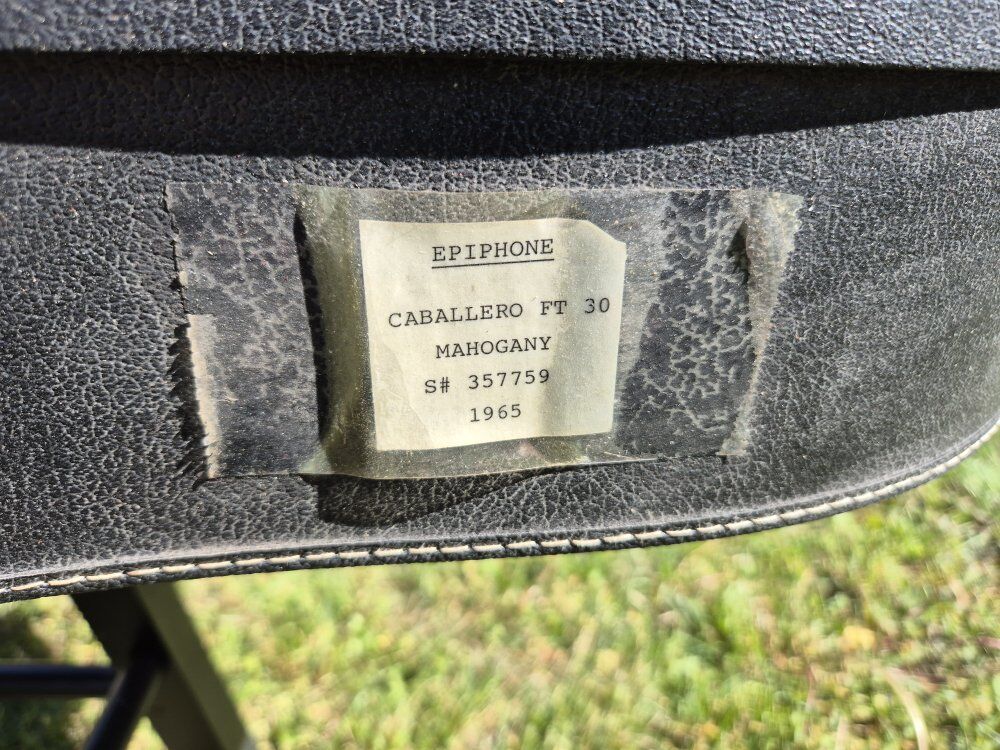 EPIPHONE
CABALLERO FT 30
MAHOGANY
S# 357759
1965